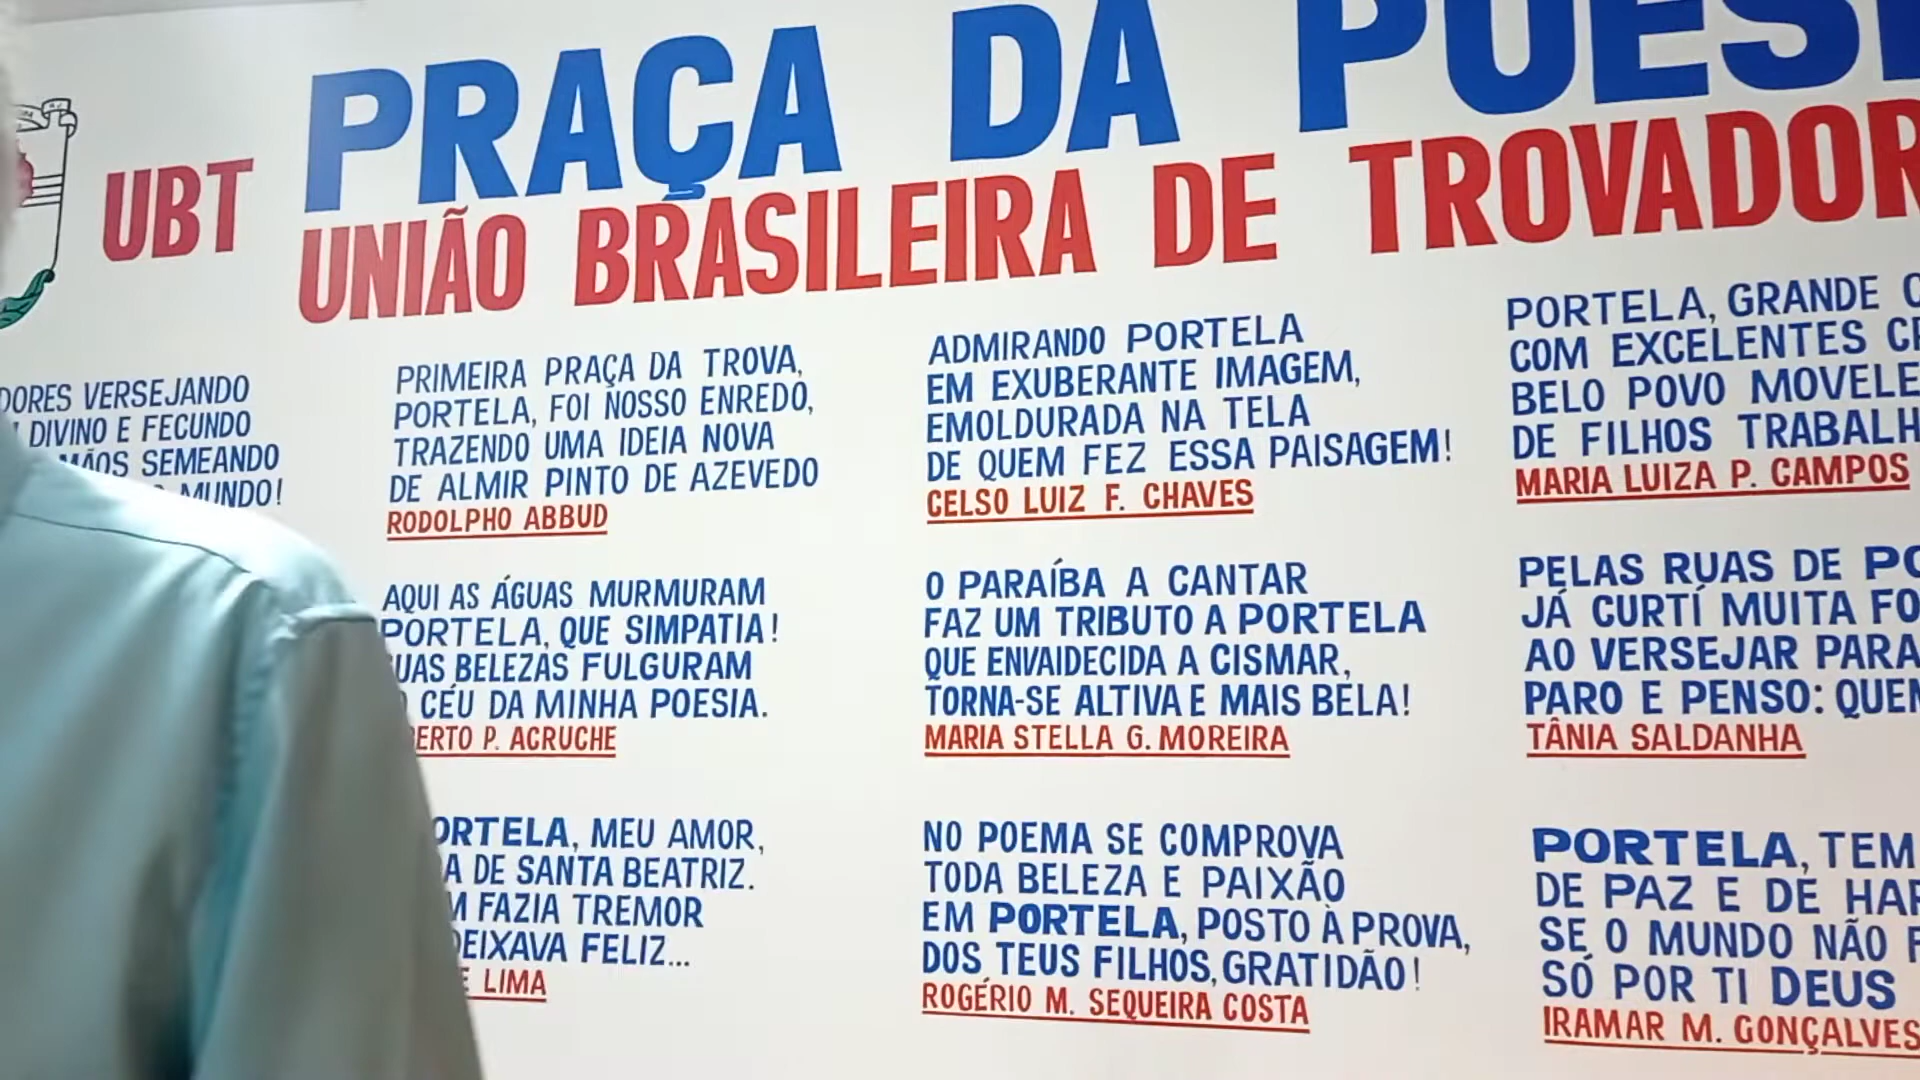 PRAÇA DA
UBT UNIÃO BRASILEIRA DE
VERSEJANDO
DIVINO E FECUNDO
SEMEANDO
MUNDO!
PRIMEIRA PRAÇA DA TROVA,
PORTELA, FOI NOSSO ENREDO,
TRAZENDO UMA IDEIA NOVA
DE ALMIR PINTO DE AZEVEDO
RODOLPHO ABBUD
AQUI AS ÁGUAS MURMURAM
PORTELA, QUE SIMPATIA!
BELEZAS FULGURAM
CÉU DA MINHA POESIA.
P. ACRUCHE
PORTELA, MEU AMOR,
DE SANTA BEATRIZ.
FAZIA TREMOR
DEIXAVA FELIZ...
LIMA
ADMIRANDO PORTELA
EM EXUBERANTE IMAGEM,
EMOLDURADA NA TELA
DE QUEM FEZ ESSA PAISAGEM!
CELSO LUIZ F. CHAVES
O PARAÍBA A CANTAR
FAZ UM TRIBUTO A PORTELA
QUE ENVAIDECIDA A CISMAR,
TORNA-SE ALTIVA E MAIS BELA!
MARIA STELLA G. MOREIRA
NO POEMA SE COMPROVA
TODA BELEZA E PAIXÃO
EM PORTELA, POSTO À PROVA,
DOS TEUS FILHOS, GRATIDÃO!
ROGÉRIO M. SEQUEIRA COSTA
PORTELA, GRANDE
COM EXCELENTES
BELO POVO
DE FILHOS
MARIA LUIZA P. CAMPOS
PELAS RUAS DE
JÁ CURTÍ MUITA
AO VERSEJAR
PARO E PENSO:
TÂNIA SALDANHA
PORTELA, TEM
DE PAZ E DE
SE O MUNDO NÃO
SÓ POR TI DEUS
IRAMAR M. GONÇALVES